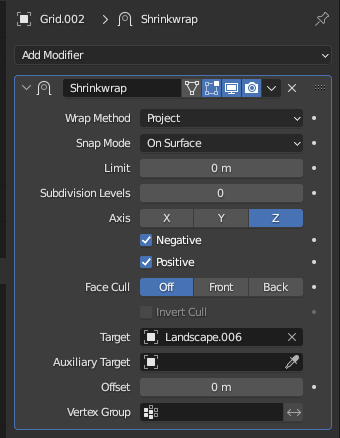 Grid.002 > Shrinkwrap
Add Modifier
Shrinkwrap
Wrap Method Project
Snap Mode On Surface
Limit 0 m
Subdivision Levels 0
Axis X Y Z
Negative
Positive
Face Cull Off Front Back
Invert Cull
Target Landscape.006
Auxiliary Target
Offset 0 m
Vertex Group